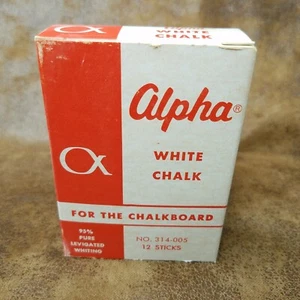 WHITE
CHALK
α
alpha®
α
WHITE
CHALK
FOR THE CHALKBOARD
95%
PURE
LEVIGATED
WHITING
NO. 314-005
12 STICKS